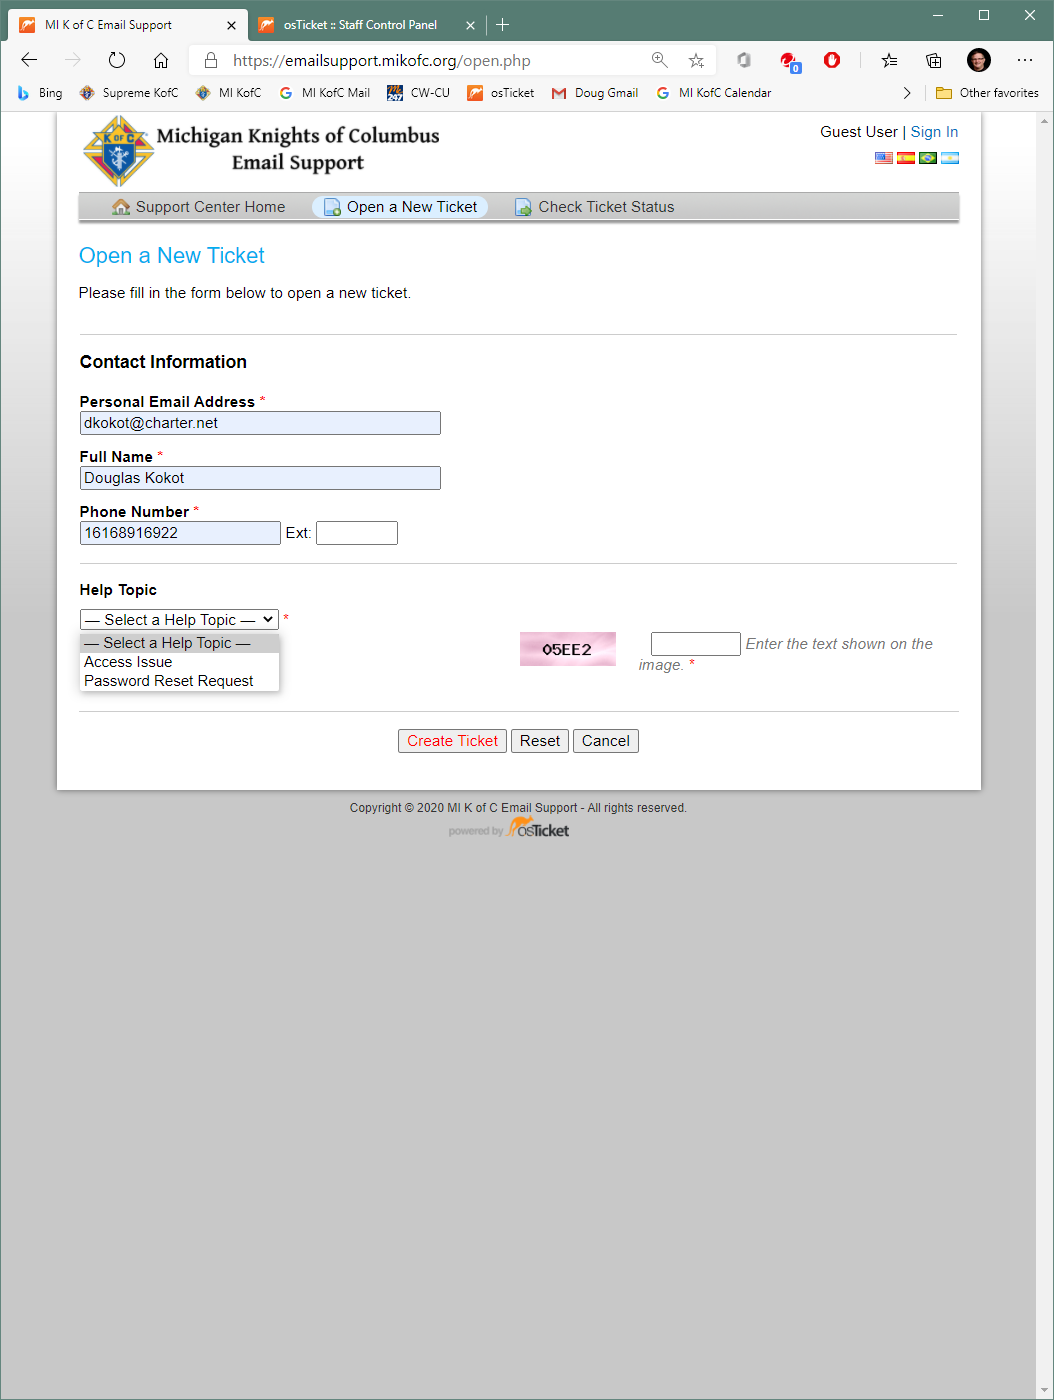 MI K of C Email Support
osTicket :: Staff Control Panel
https://emailsupport.mikofc.org/open.php
0
Bing
Supreme KofC
MI KofC
MI KofC Mail
CW-CU
osTicket
Doug Gmail
MI KofC Calendar
Other favorites
K OF C
Michigan Knights of Columbus
Email Support
Guest User | Sign In
Support Center Home
Open a New Ticket
Check Ticket Status
Open a New Ticket
Please fill in the form below to open a new ticket.
Contact Information
Personal Email Address *
dkokot@charter.net
Full Name *
Douglas Kokot
Phone Number *
16168916922 Ext:
Help Topic
— Select a Help Topic — *
— Select a Help Topic —
Access Issue
Password Reset Request
05EE2
Enter the text shown on the
image. *
Create Ticket Reset Cancel
Copyright © 2020 MI K of C Email Support - All rights reserved.
powered by osTicket